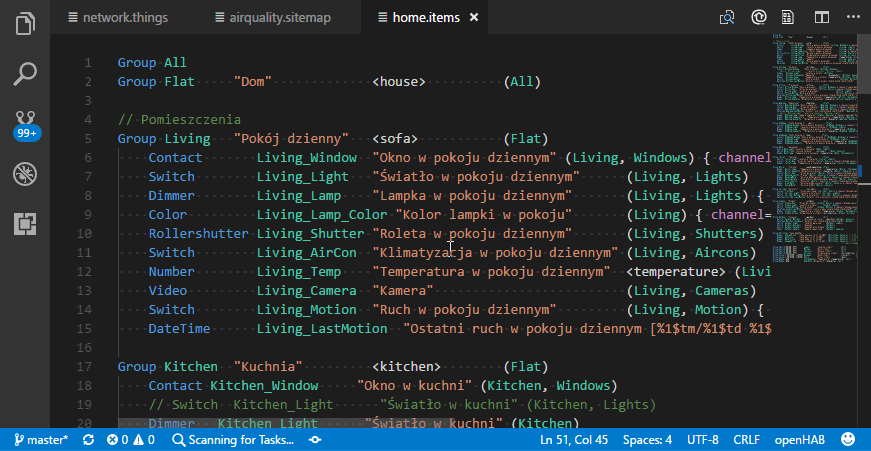 network.things airquality.sitemap home.items
1 Group All
2 Group Flat "Dom" <house> (All)
3
4 // Pomieszczenia
5 Group Living "Pokój dzienny" <sofa> (Flat)
6 Contact Living_Window "Okno w pokoju dziennym" (Living, Windows) { channel
7 Switch Living_Light "Światło w pokoju dziennym" (Living, Lights)
8 Dimmer Living_Lamp "Lampka w pokoju dziennym" (Living, Lights) {
9 Color Living_Lamp_Color "Kolor lampki w pokoju" (Living) { channel=
10 Rollershutter Living_Shutter "Roleta w pokoju dziennym" (Living, Shutters)
11 Switch Living_AirCon "Klimatyzacja w pokoju dziennym" (Living, Aircons)
12 Number Living_Temp "Temperatura w pokoju dziennym" <temperature> (Livi
13 Video Living_Camera "Kamera" (Living, Cameras)
14 Switch Living_Motion "Ruch w pokoju dziennym" (Living, Motion) {
15 DateTime Living_LastMotion "Ostatni ruch w pokoju dziennym [%1$tm/%1$td %1$
16
17 Group Kitchen "Kuchnia" <kitchen> (Flat)
18 Contact Kitchen_Window "Okno w kuchni" (Kitchen, Windows)
19 // Switch Kitchen_Light "Światło w kuchni" (Kitchen, Lights)
20 Dimmer Kitchen_Light "Światło w kuchni" (Kitchen)
99+
master* 0 0 Scanning for Tasks... Ln 51, Col 45 Spaces: 4 UTF-8 CRLF openHAB